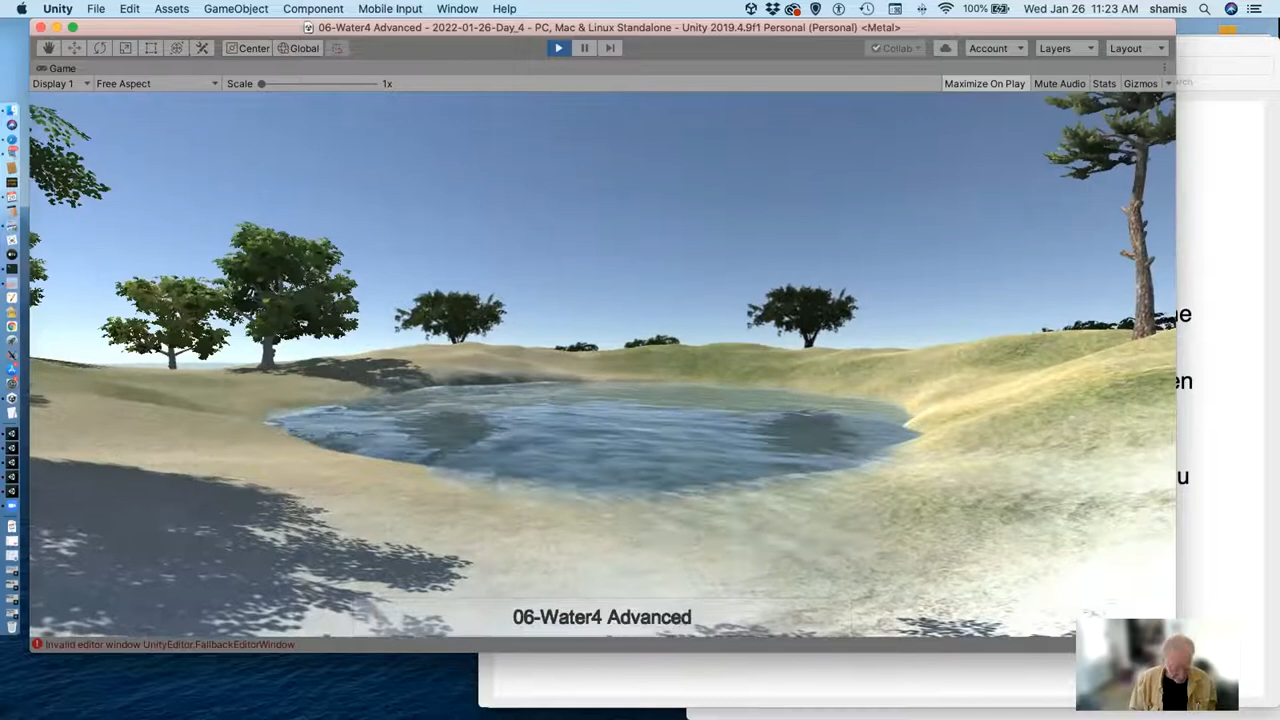 Unity File Edit Assets GameObject Component Mobile Input Window Help 100% Wed Jan 26 11:23 AM shamis
06-Water4 Advanced - 2022-01-26-Day_4 - PC, Mac & Linux Standalone - Unity 2019.4.9f1 Personal (Personal) <Metal>
Center Global Collab Account Layers Layout
Game
Display 1 Free Aspect Scale 1x Maximize On Play Mute Audio Stats Gizmos
arch
ne
en
u
06-Water4 Advanced
Invalid editor window UnityEditor.FallbackEditorWindow